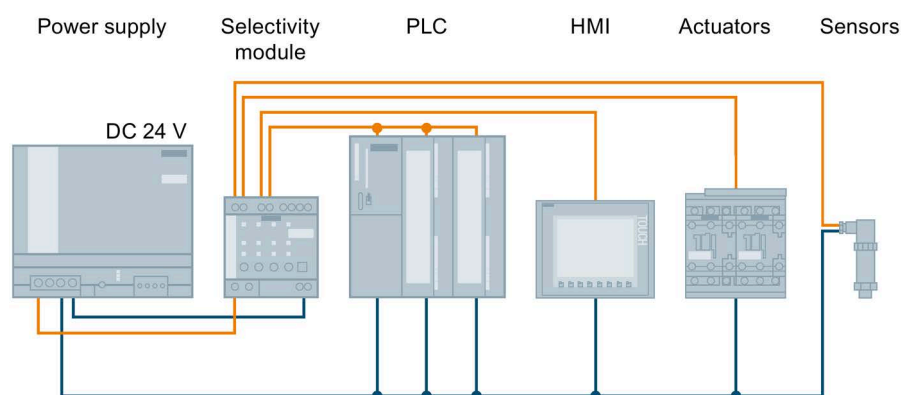 Power supply
Selectivity
module
PLC
HMI
Actuators
Sensors
DC 24 V
TOUCH